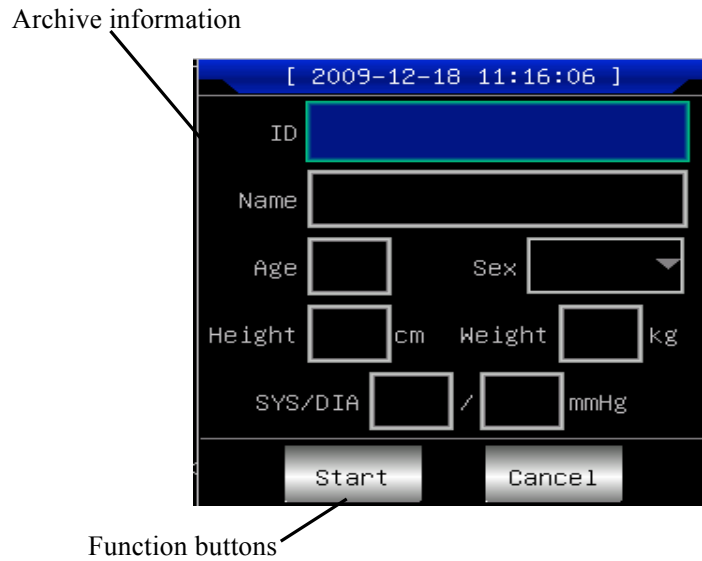 Archive information
[ 2009-12-18 11:16:06 ]
ID
Name
Age Sex
Height cm Weight kg
SYS/DIA / mmHg
Start Cancel
Function buttons